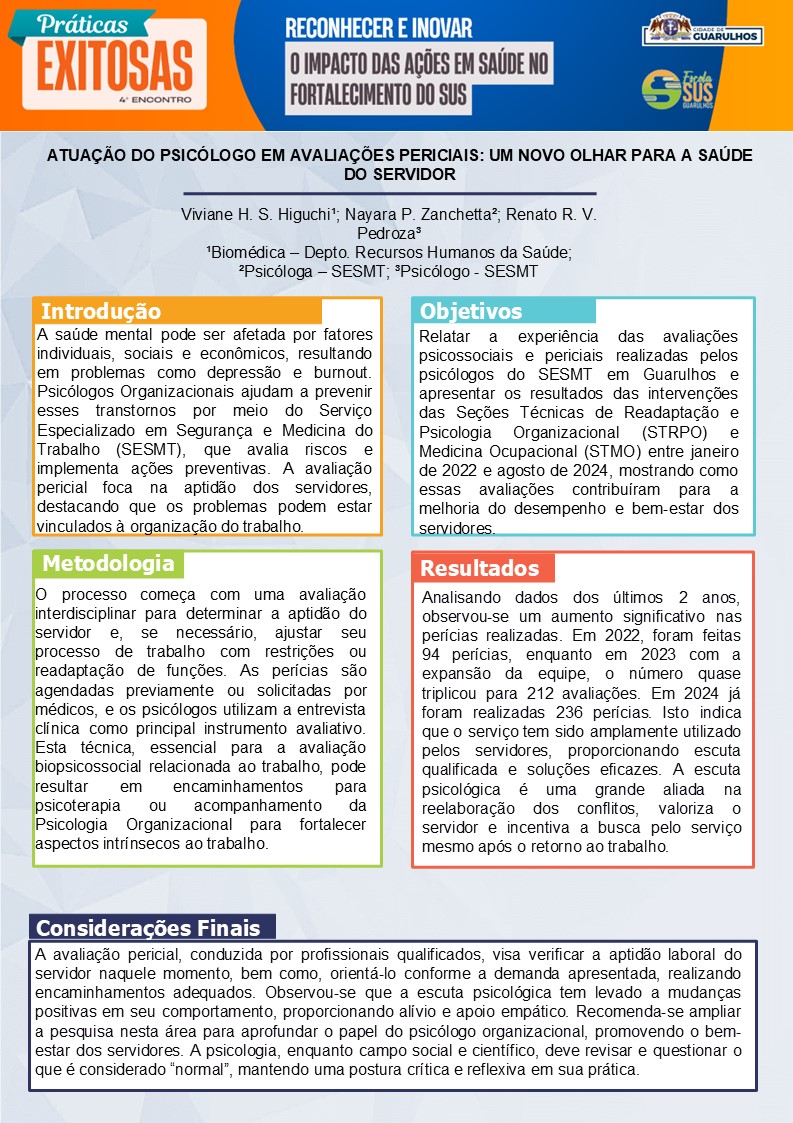 Práticas
EXITOSAS
4º ENCONTRO
RECONHECER E INOVAR
O IMPACTO DAS AÇÕES EM SAÚDE NO
FORTALECIMENTO DO SUS
CIDADE DE
GUARULHOS
Escola
SUS
GUARULHOS
ATUAÇÃO DO PSICÓLOGO EM AVALIAÇÕES PERICIAIS: UM NOVO OLHAR PARA A SAÚDE
DO SERVIDOR
Viviane H. S. Higuchi¹; Nayara P. Zanchetta²; Renato R. V.
Pedroza³
¹Biomédica – Depto. Recursos Humanos da Saúde;
²Psicóloga – SESMT; ³Psicólogo - SESMT
Introdução
A saúde mental pode ser afetada por fatores
individuais, sociais e econômicos, resultando
em problemas como depressão e burnout.
Psicólogos Organizacionais ajudam a prevenir
esses transtornos por meio do Serviço
Especializado em Segurança e Medicina do
Trabalho (SESMT), que avalia riscos e
implementa ações preventivas. A avaliação
pericial foca na aptidão dos servidores,
destacando que os problemas podem estar
vinculados à organização do trabalho.
Objetivos
Relatar a experiência das avaliações
psicossociais e periciais realizadas pelos
psicólogos do SESMT em Guarulhos e
apresentar os resultados das intervenções
das Seções Técnicas de Readaptação e
Psicologia Organizacional (STRPO) e
Medicina Ocupacional (STMO) entre janeiro
de 2022 e agosto de 2024, mostrando como
essas avaliações contribuíram para a
melhoria do desempenho e bem-estar dos
servidores.
Metodologia
O processo começa com uma avaliação
interdisciplinar para determinar a aptidão do
servidor e, se necessário, ajustar seu
processo de trabalho com restrições ou
readaptação de funções. As perícias são
agendadas previamente ou solicitadas por
médicos, e os psicólogos utilizam a entrevista
clínica como principal instrumento avaliativo.
Esta técnica, essencial para a avaliação
biopsicossocial relacionada ao trabalho, pode
resultar em encaminhamentos para
psicoterapia ou acompanhamento da
Psicologia Organizacional para fortalecer
aspectos intrínsecos ao trabalho.
Resultados
Analisando dados dos últimos 2 anos,
observou-se um aumento significativo nas
perícias realizadas. Em 2022, foram feitas
94 perícias, enquanto em 2023 com a
expansão da equipe, o número quase
triplicou para 212 avaliações. Em 2024 já
foram realizadas 236 perícias. Isto indica
que o serviço tem sido amplamente utilizado
pelos servidores, proporcionando escuta
qualificada e soluções eficazes. A escuta
psicológica é uma grande aliada na
reelaboração dos conflitos, valoriza o
servidor e incentiva a busca pelo serviço
mesmo após o retorno ao trabalho.
Considerações Finais
A avaliação pericial, conduzida por profissionais qualificados, visa verificar a aptidão laboral do
servidor naquele momento, bem como, orientá-lo conforme a demanda apresentada, realizando
encaminhamentos adequados. Observou-se que a escuta psicológica tem levado a mudanças
positivas em seu comportamento, proporcionando alívio e apoio empático. Recomenda-se ampliar
a pesquisa nesta área para aprofundar o papel do psicólogo organizacional, promovendo o bem-
estar dos servidores. A psicologia, enquanto campo social e científico, deve revisar e questionar o
que é considerado “normal”, mantendo uma postura crítica e reflexiva em sua prática.